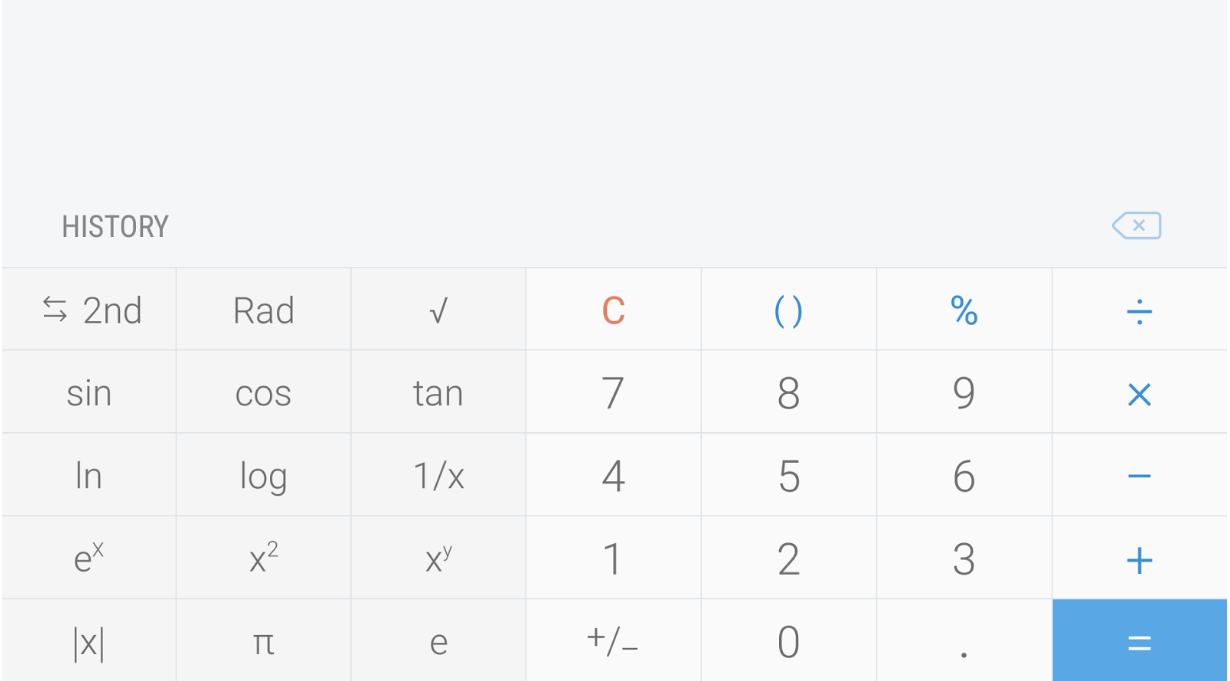 HISTORY
⇆ 2nd Rad √ C ( ) % ÷
sin cos tan 7 8 9 ×
ln log 1/x 4 5 6 −
eˣ x² xʸ 1 2 3 +
|x| π e +/− 0 . =